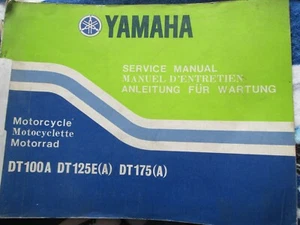 YAMAHA
SERVICE MANUAL
MANUEL D'ENTRETIEN
ANLEITUNG FÜR WARTUNG
Motorcycle
Motocyclette
Motorrad
DT100A DT125E(A) DT175(A)